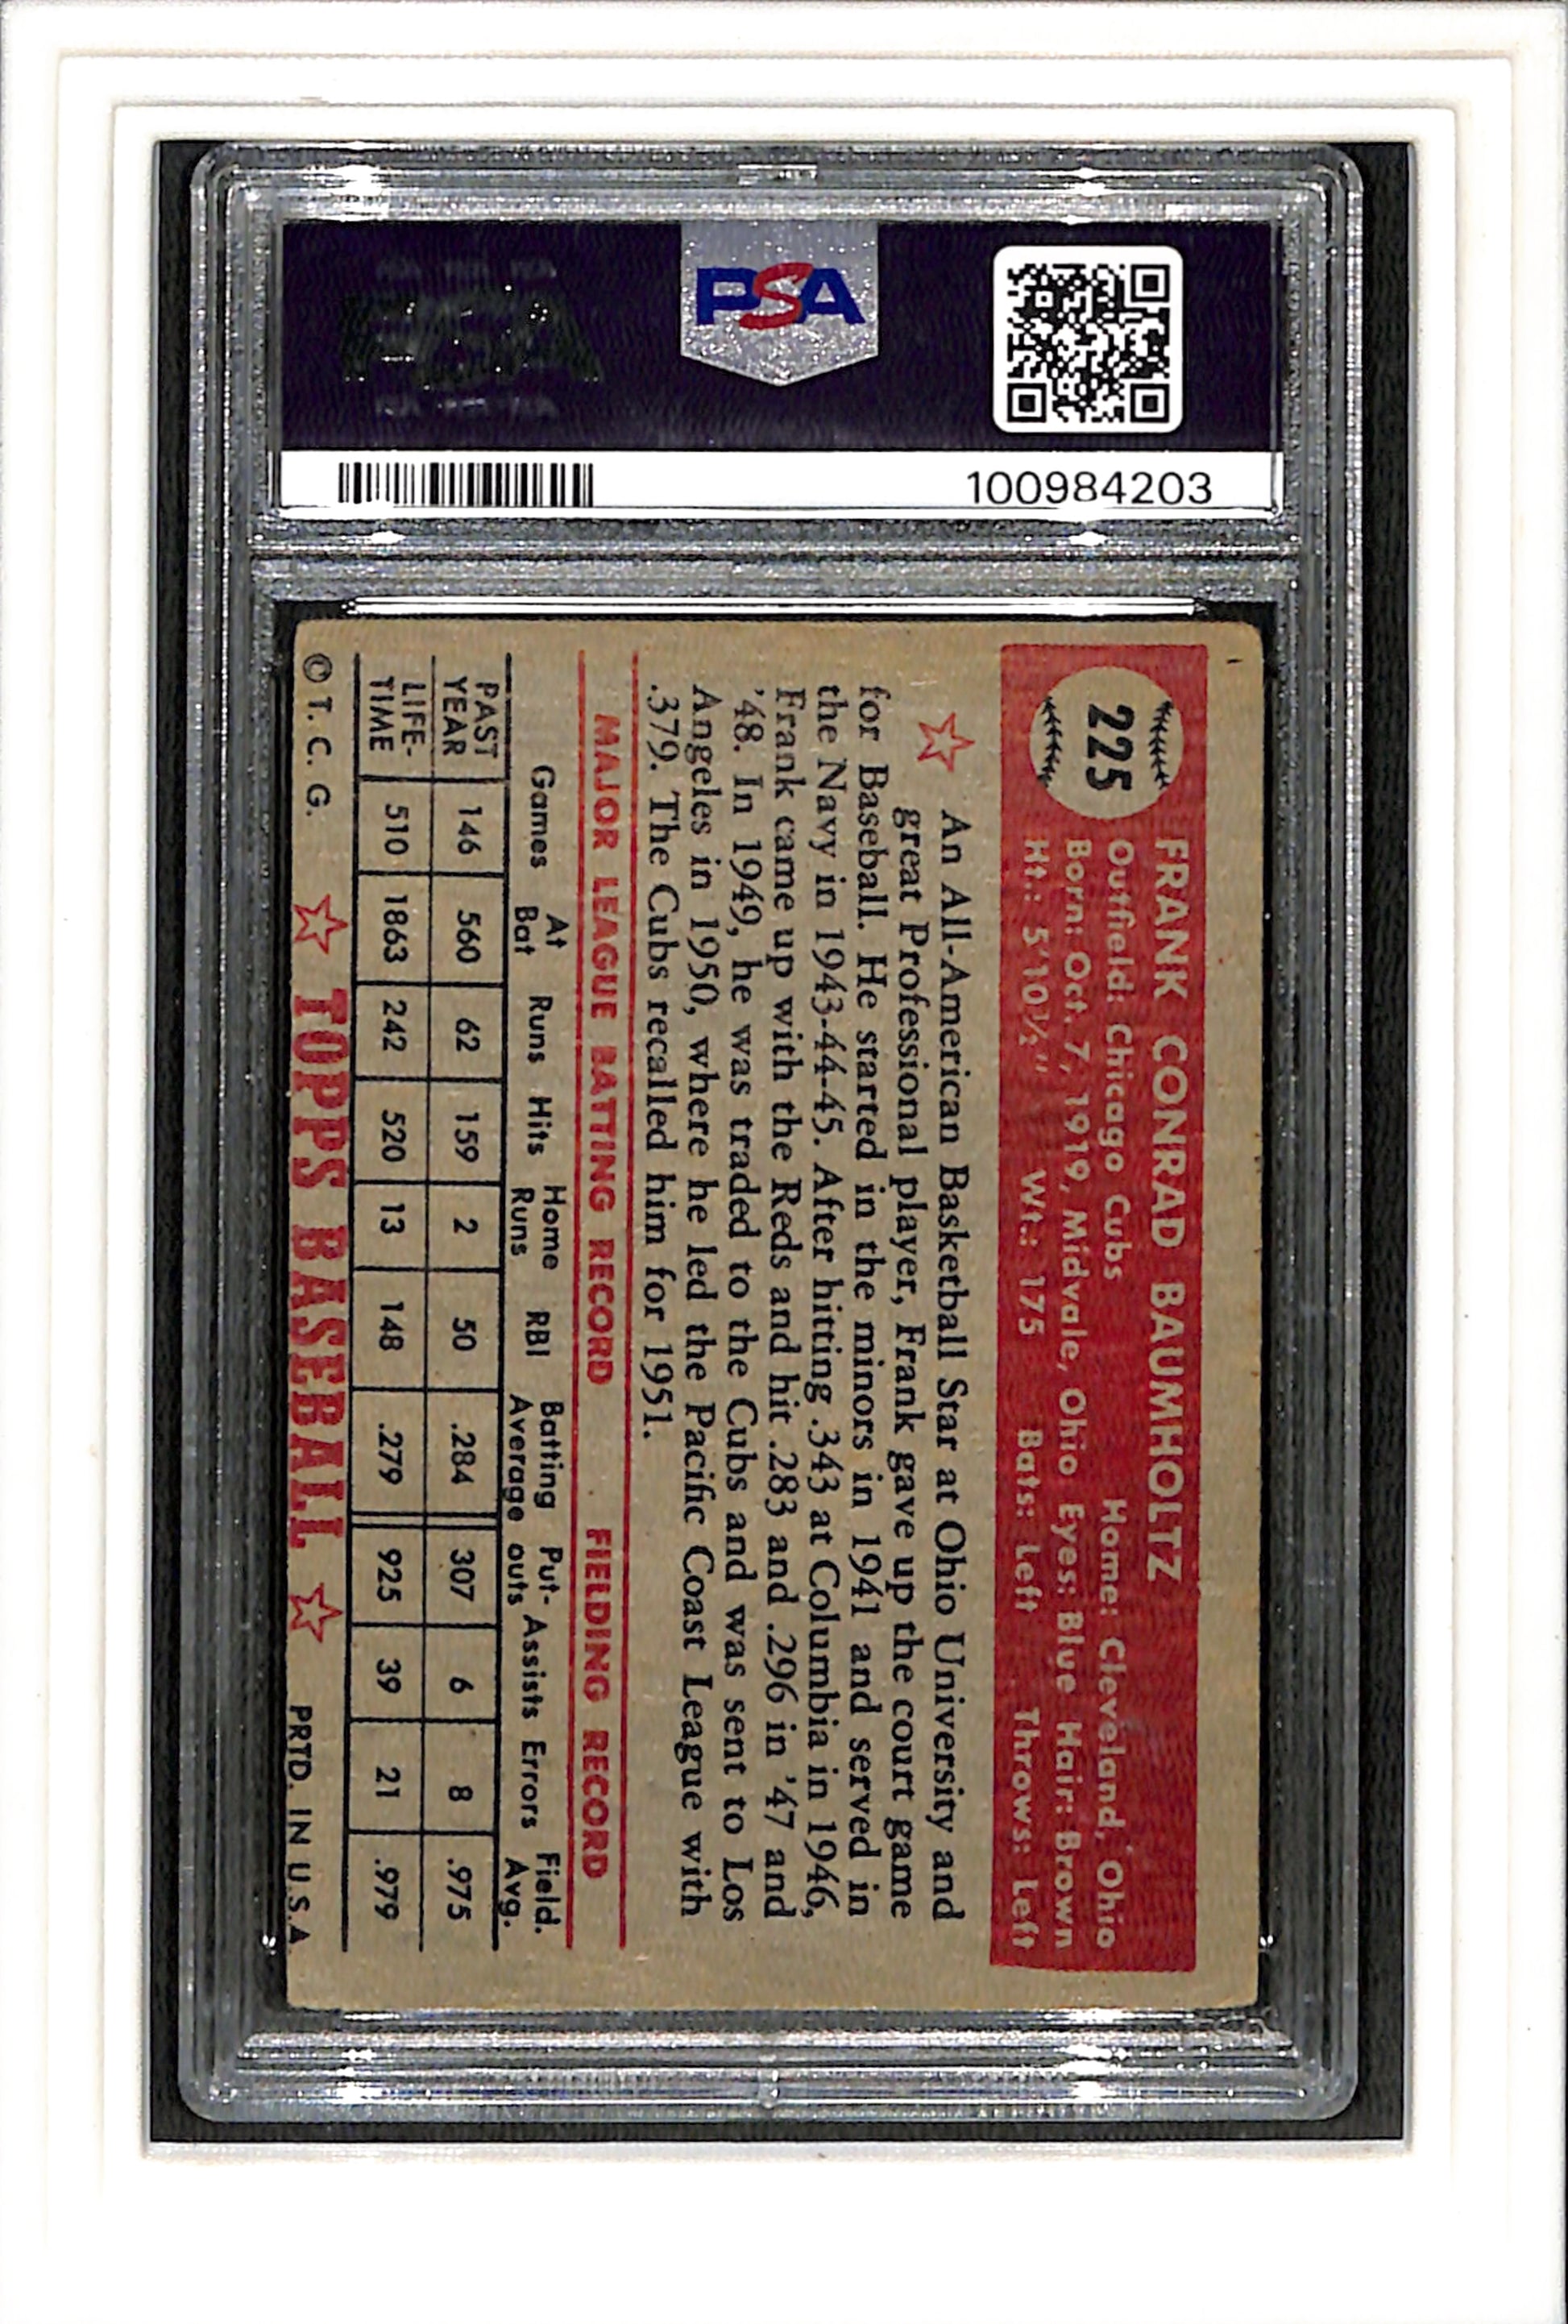 PSA
100984203
225
FRANK CONRAD BAUMHOLTZ
Outfield: Chicago Cubs Home: Cleveland, Ohio
Born: Oct. 7, 1919, Midvale, Ohio Eyes: Blue Hair: Brown
Ht.: 5'10½" Wt.: 175 Bats: Left Throws: Left
An All-American Basketball Star at Ohio University and
great Professional player, Frank gave up the court game
for Baseball. He started in the minors in 1941 and served in
the Navy in 1943-44-45. After hitting .343 at Columbia in 1946,
Frank came up with the Reds and hit .283 and .296 in '47 and
'48. In 1949, he was traded to the Cubs and was sent to Los
Angeles in 1950, where he led the Pacific Coast League with
.379. The Cubs recalled him for 1951.
MAJOR LEAGUE BATTING RECORD FIELDING RECORD
Games At Bat Runs Hits Home Runs RBI Batting Average Put-outs Assists Errors Field. Avg.
PAST YEAR 146 560 62 159 2 50 .284 307 6 8 .975
LIFE-TIME 510 1863 242 520 13 148 .279 925 39 21 .979
© T. C. G. ☆ TOPPS BASEBALL ☆ PRTD. IN U.S.A.